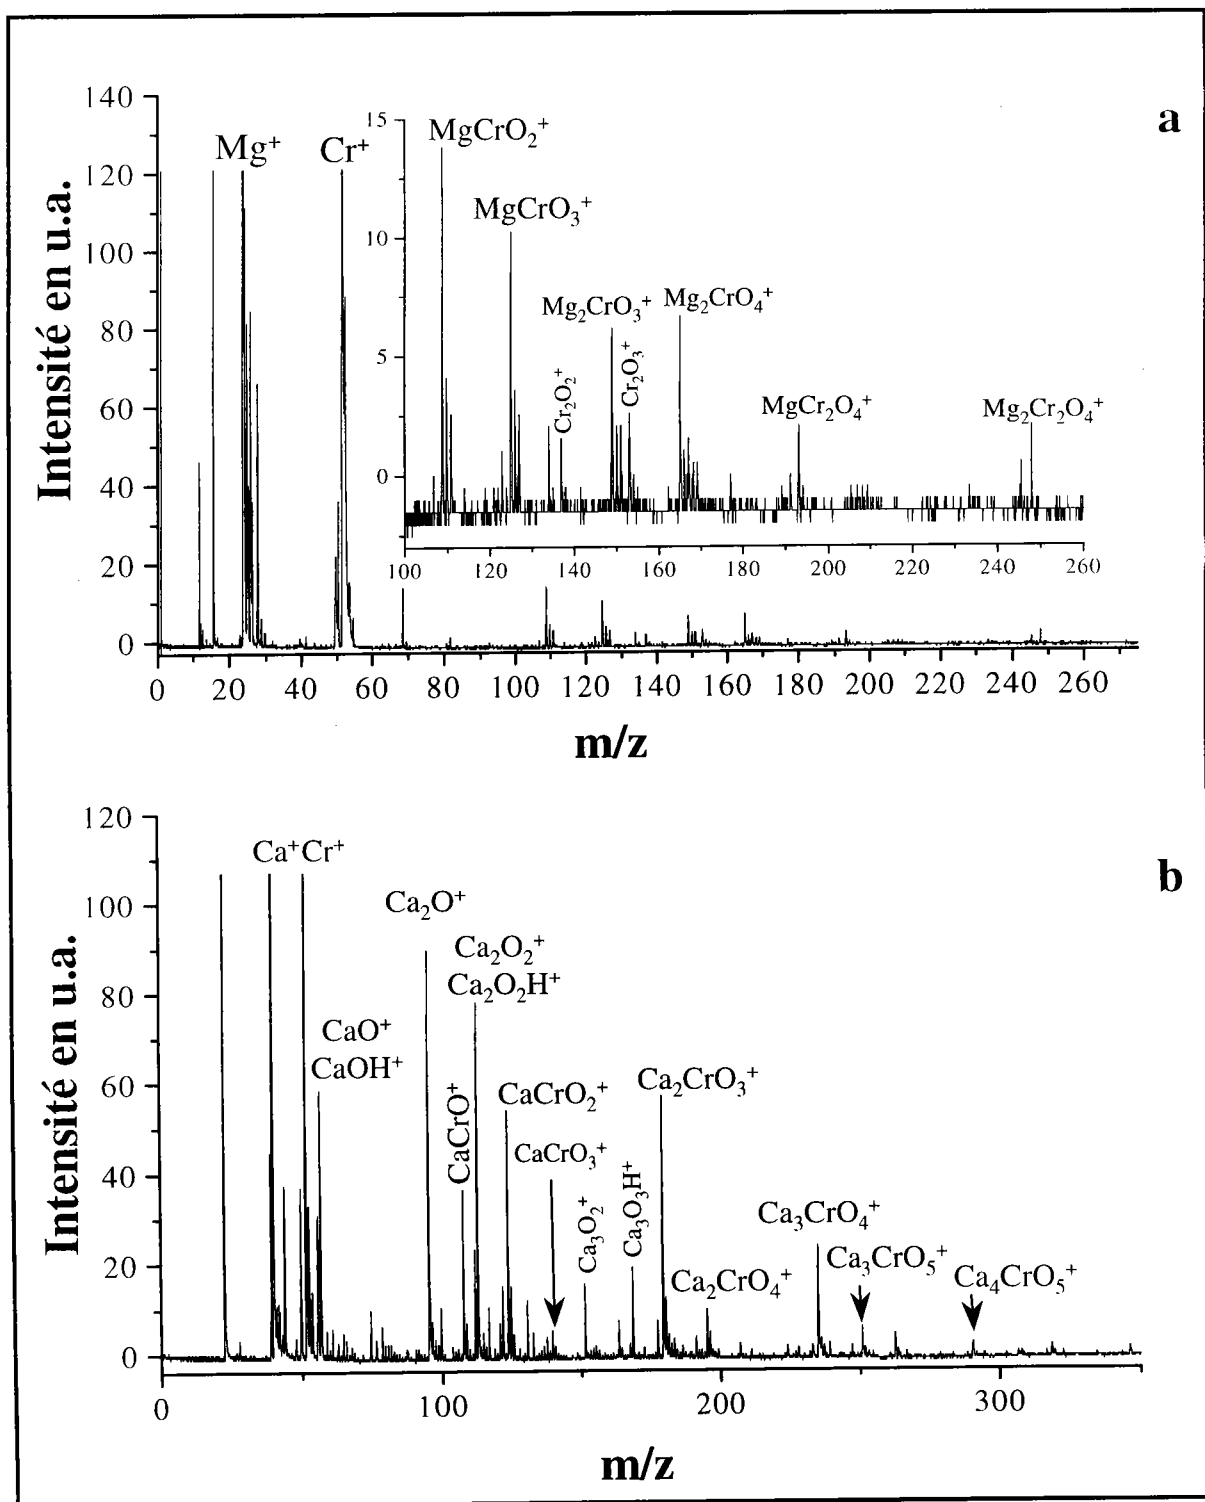 a
140
120
100
80
60
40
20
0
Intensité en u.a.
Mg⁺ Cr⁺
15
10
5
0
MgCrO₂⁺
MgCrO₃⁺
Mg₂CrO₃⁺ Mg₂CrO₄⁺
Cr₂O₂⁺
Cr₂O₃⁺
MgCr₂O₄⁺ Mg₂Cr₂O₄⁺
100 120 140 160 180 200 220 240 260
0 20 40 60 80 100 120 140 160 180 200 220 240 260
m/z
b
120
100
80
60
40
20
0
Intensité en u.a.
Ca⁺Cr⁺
Ca₂O⁺
Ca₂O₂⁺
Ca₂O₂H⁺
CaO⁺
CaOH⁺
CaCrO⁺
CaCrO₂⁺
CaCrO₃⁺
Ca₃O₂⁺
Ca₃O₃H⁺
Ca₂CrO₃⁺
Ca₂CrO₄⁺
Ca₃CrO₄⁺
Ca₃CrO₅⁺
Ca₄CrO₅⁺
0 100 200 300
m/z